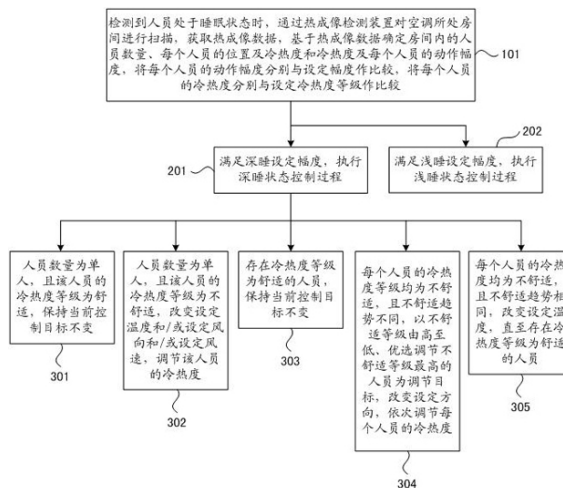 检测到人员处于睡眠状态时，通过热成像检测装置对空调所处房
间进行扫描，获取热成像数据，基于热成像数据确定房间内的人
员数量、每个人员的位置及冷热度和冷热度及每个人员的动作幅
度，将每个人员的动作幅度分别与设定幅度作比较，将每个人员
的冷热度分别与设定冷热度等级作比较
101
202
满足深睡设定幅度，执行
深睡状态控制过程
201
满足浅睡设定幅度，执行
浅睡状态控制过程
人员数量为单
人，且该人员的
冷热度等级为舒
适，保持当前控
制目标不变
301
人员数量为单
人，且该人员的
冷热度等级为不
舒适，改变设定
温度和/或设定风
向和/或设定风
速，调节该人员
的冷热度
302
存在冷热度等级
为舒适的人员，
保持当前控制目
标不变
303
每个人员的冷热
度等级均为不舒
适、且不舒适趋
势不同，以不舒
适等级由高至
低、优选调节不
舒适等级最高的
人员为调节目
标，改变设定方
向，依次调节每
个人员的冷热度
304
每个人员的冷热
度均为不舒适，
且不舒适趋势相
同，改变设定温
度，直至存在冷
热度等级为舒适
的人员
305